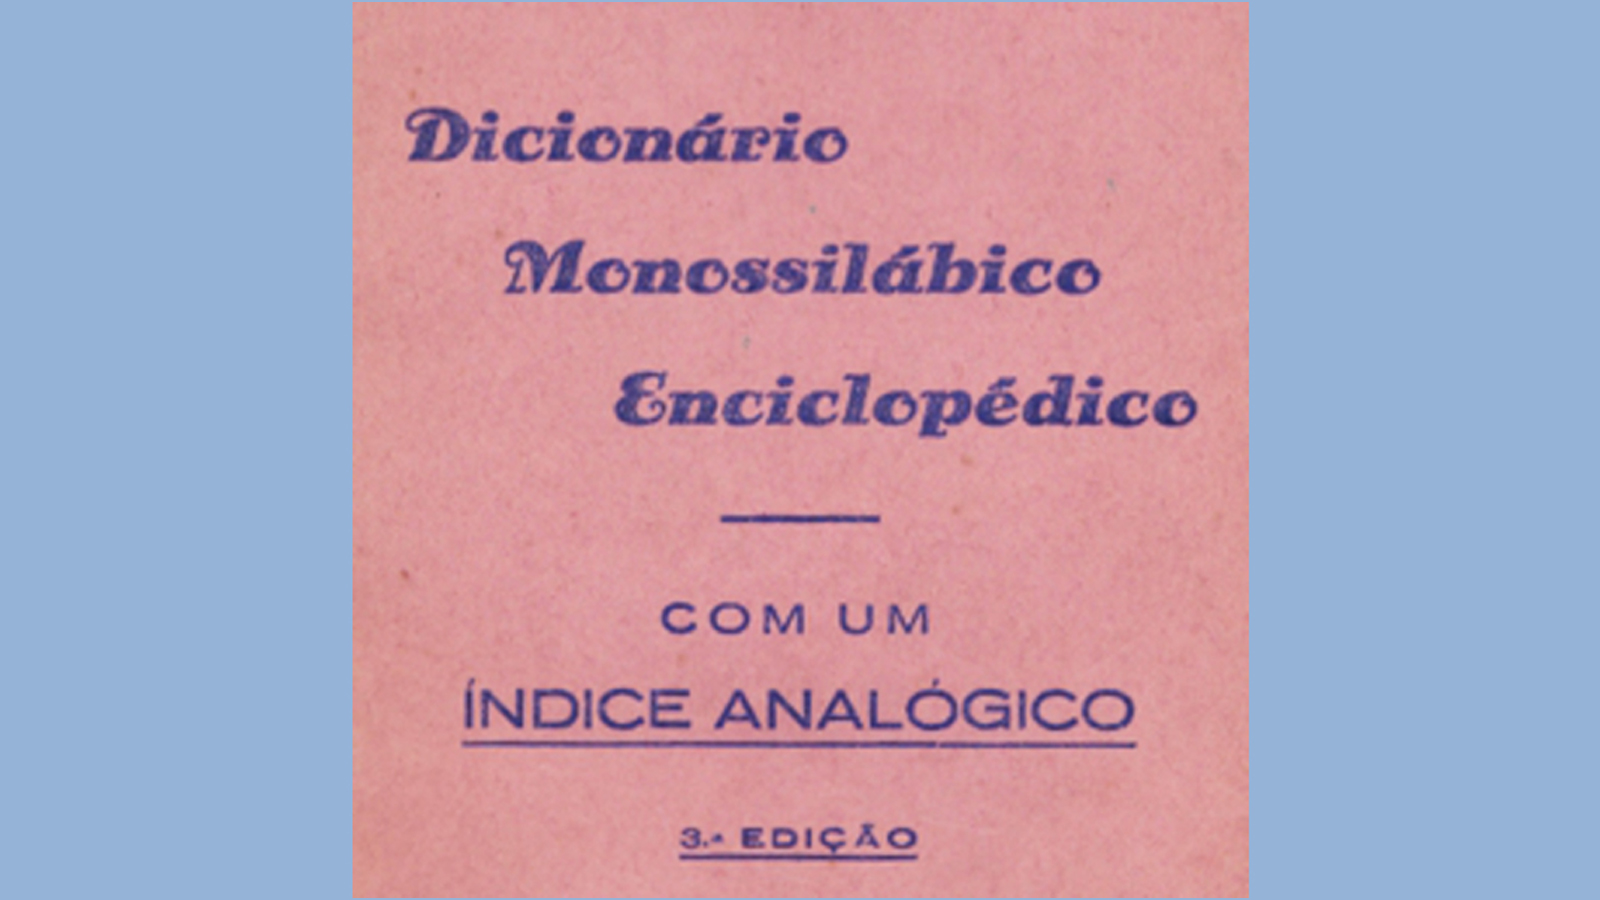 Dicionário
Monossilábico
Enciclopédico
COM UM
ÍNDICE ANALÓGICO
3.ª EDIÇÃO